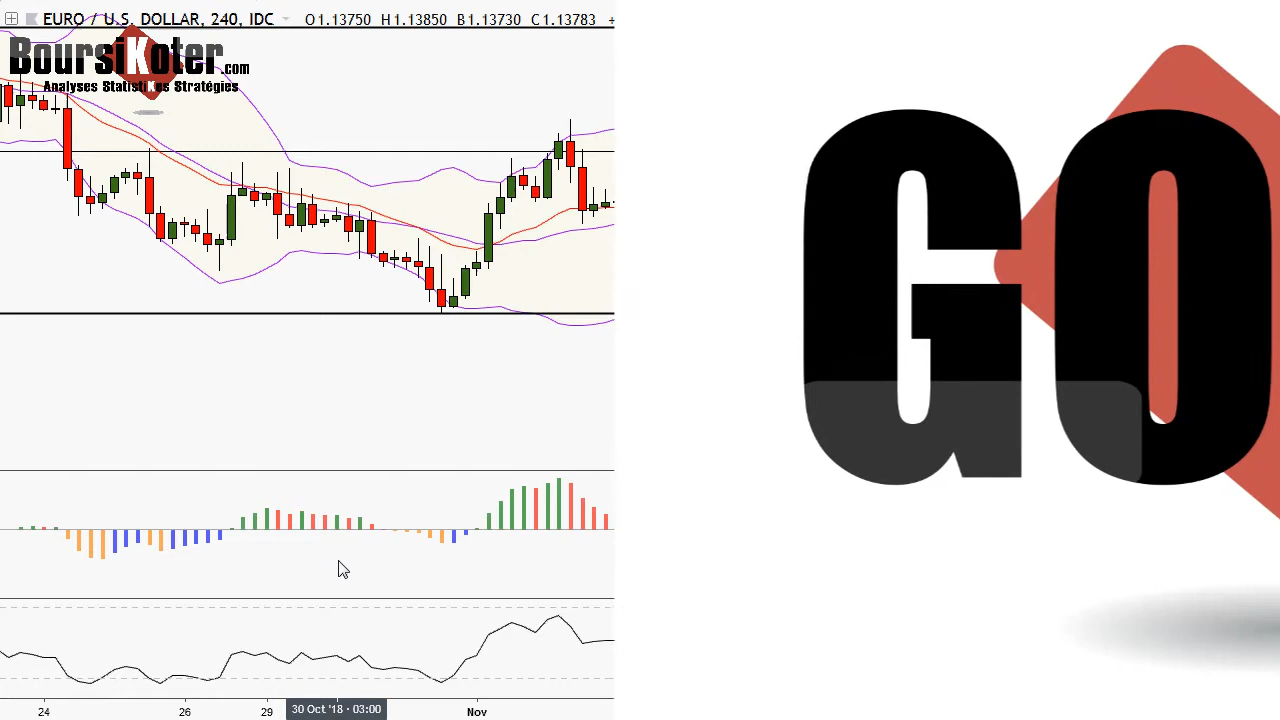 EURO / U.S. DOLLAR, 240, IDC O1.13750 H1.13850 B1.13730 C1.13783 +
BoursiKoter.com
Analyses StatistiKes Stratégies
GO
24 26 29 30 Oct '18 · 03:00 Nov